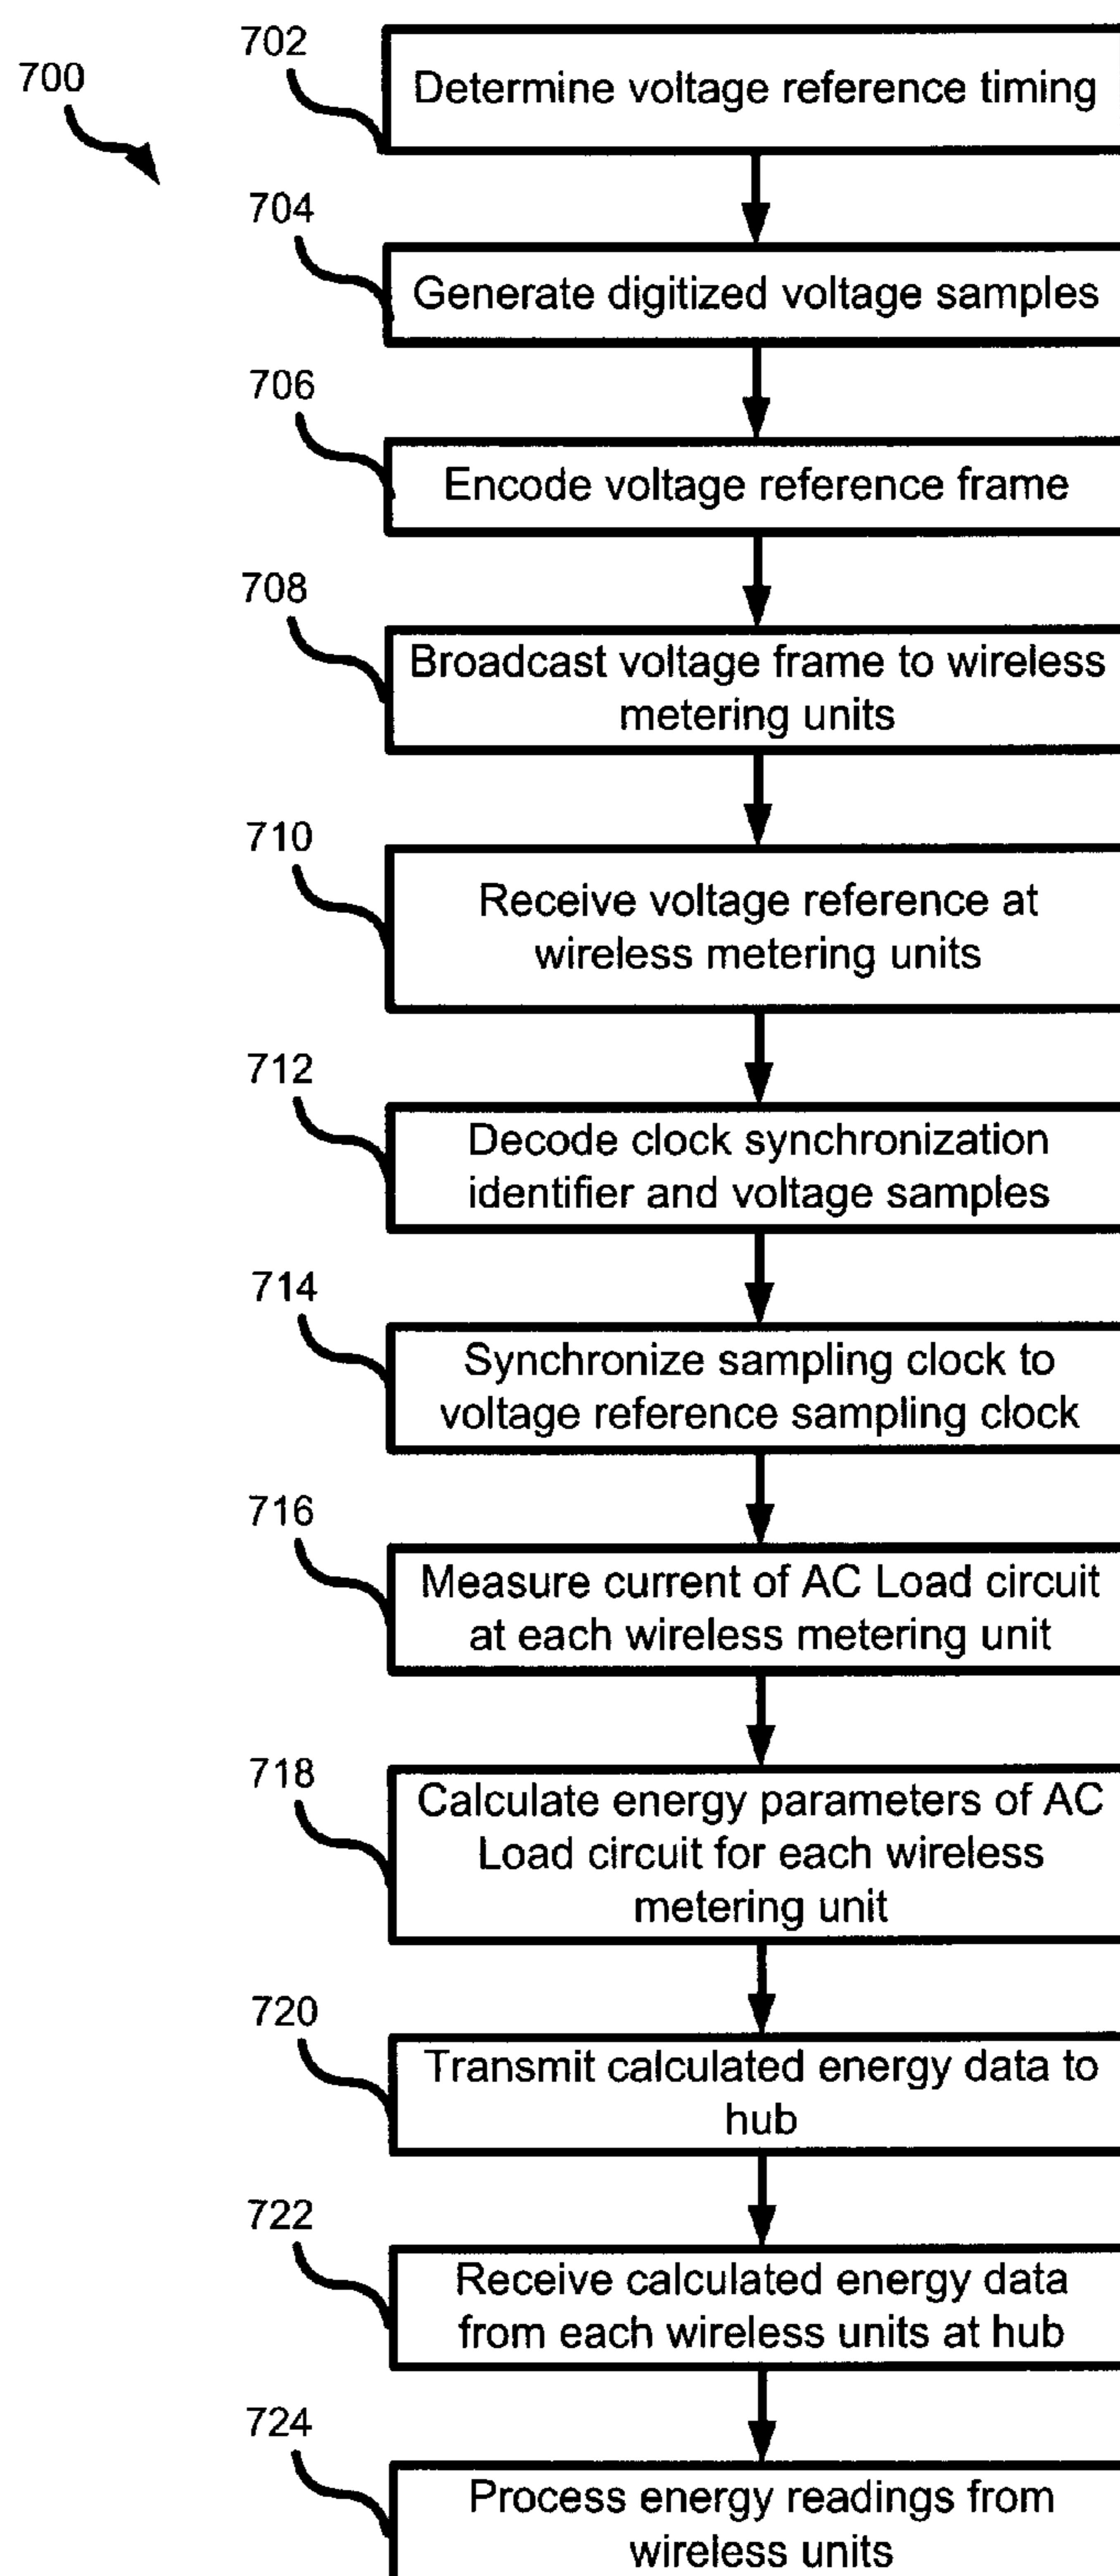 700
702
Determine voltage reference timing
704
Generate digitized voltage samples
706
Encode voltage reference frame
708
Broadcast voltage frame to wireless
metering units
710
Receive voltage reference at
wireless metering units
712
Decode clock synchronization
identifier and voltage samples
714
Synchronize sampling clock to
voltage reference sampling clock
716
Measure current of AC Load circuit
at each wireless metering unit
718
Calculate energy parameters of AC
Load circuit for each wireless
metering unit
720
Transmit calculated energy data to
hub
722
Receive calculated energy data
from each wireless units at hub
724
Process energy readings from
wireless units